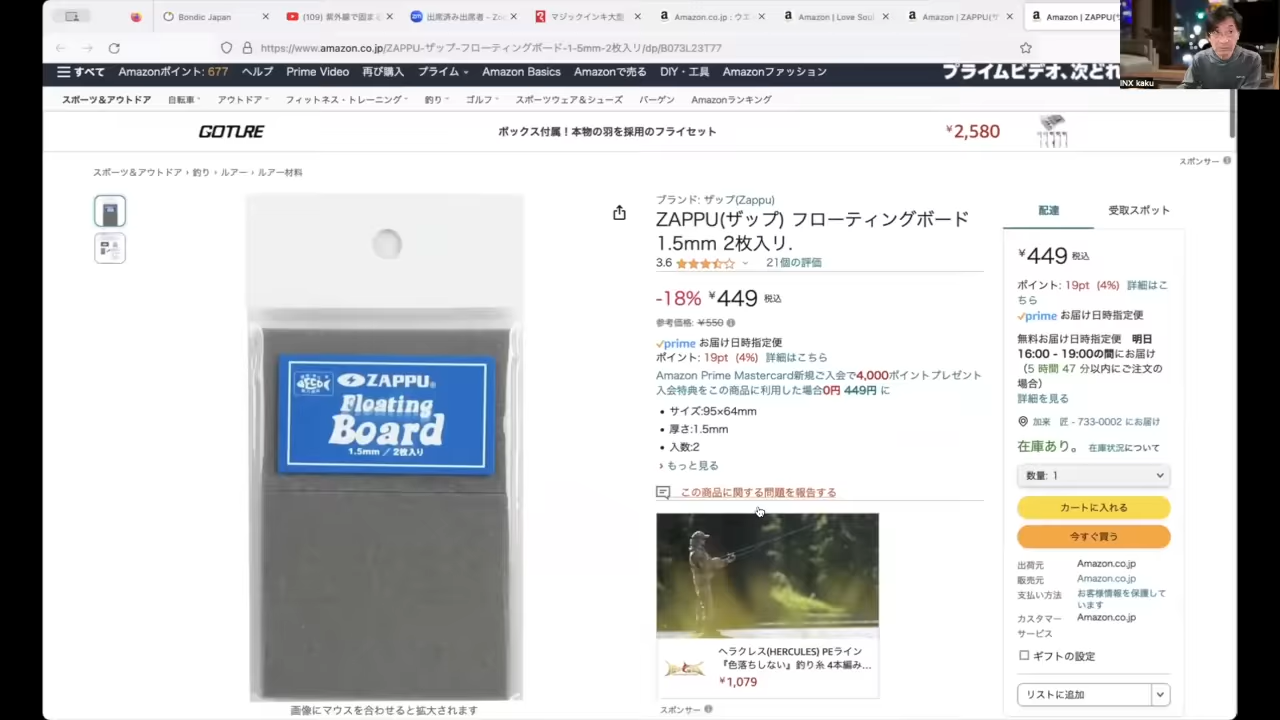 Bondic Japan
(109) 紫外線で固まる
出席済み出席者 - Zo
マジックインキ大型
Amazon.co.jp : ウエ
Amazon | Love Soul
Amazon | ZAPPU(ザ
Amazon | ZAPPU(ザ
https://www.amazon.co.jp/ZAPPU-ザップ-フローティングボード-1-5mm-2枚入り/dp/B073L23T77
INX kaku
すべて Amazonポイント: 677 ヘルプ Prime Video 再び購入 プライム Amazon Basics Amazonで売る DIY・工具 Amazonファッション
プライムビデオ、次どれ
スポーツ&アウトドア 自転車 アウトドア フィットネス・トレーニング 釣り ゴルフ スポーツウェア&シューズ バーゲン Amazonランキング
GOTURE
ボックス付属！本物の羽を採用のフライセット
¥2,580
スポンサー
スポーツ&アウトドア › 釣り › ルアー › ルアー材料
ZAPPU
Floating
Board
1.5mm / 2枚入り
画像にマウスを合わせると拡大されます
ブランド: ザップ(Zappu)
ZAPPU(ザップ) フローティングボード
1.5mm 2枚入り.
3.6 21個の評価
-18% ¥449 税込
参考価格: ¥550
prime お届け日時指定便
ポイント: 19pt (4%) 詳細はこちら
Amazon Prime Mastercard新規ご入会で4,000ポイントプレゼント
入会特典をこの商品に利用した場合0円 449円 に
• サイズ:95×64mm
• 厚さ:1.5mm
• 入数:2
› もっと見る
この商品に関する問題を報告する
ヘラクレス(HERCULES) PEライン
『色落ちしない』釣り糸 4本編み...
¥1,079
スポンサー
配達
受取スポット
¥449 税込
ポイント: 19pt (4%) 詳細はこ
ちら
prime お届け日時指定便
無料お届け日時指定便 明日
16:00 - 19:00の間にお届け
(5 時間 47 分以内にご注文の
場合)
詳細を見る
加来 匠 - 733-0002 にお届け
在庫あり。 在庫状況について
数量: 1
カートに入れる
今すぐ買う
出荷元 Amazon.co.jp
販売元 Amazon.co.jp
支払い方法 お客様情報を保護して
います
カスタマー Amazon.co.jp
サービス
ギフトの設定
リストに追加